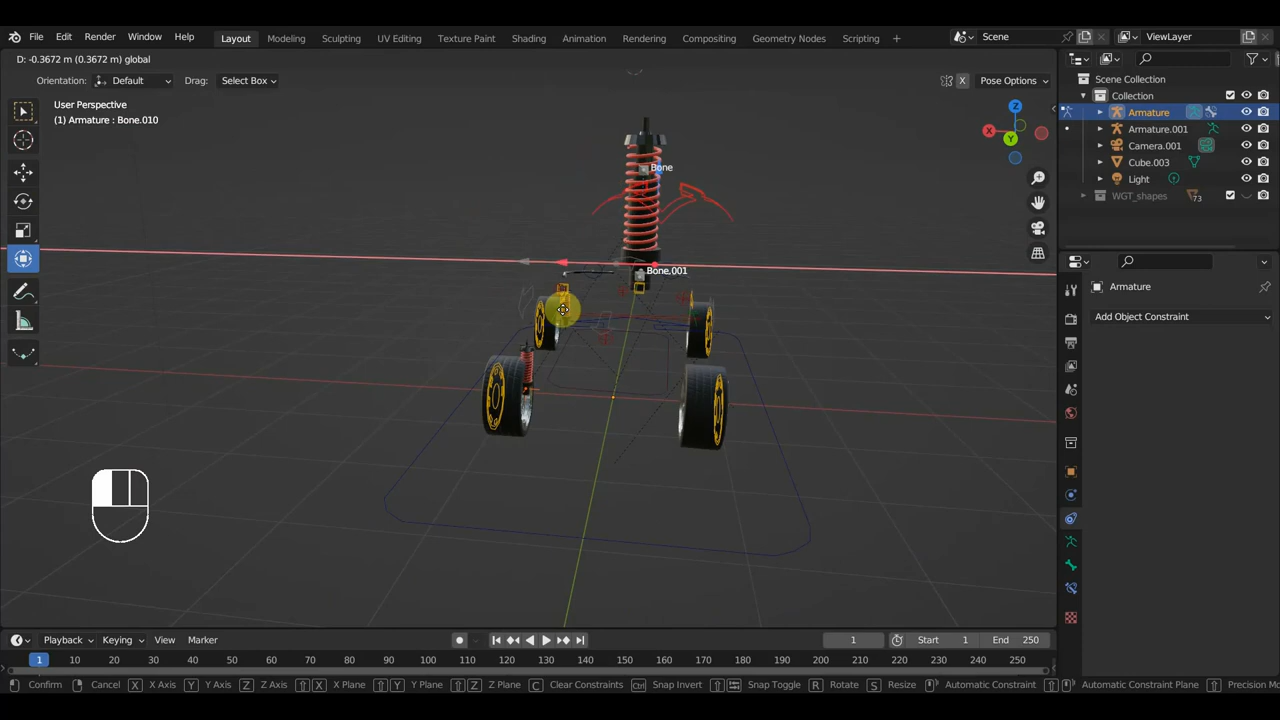 File Edit Render Window Help Layout Modeling Sculpting UV Editing Texture Paint Shading Animation Rendering Compositing Geometry Nodes Scripting + Scene ViewLayer
D: -0.3672 m (0.3672 m) global
Orientation: Default Drag: Select Box X Pose Options
User Perspective
(1) Armature : Bone.010
Scene Collection
Collection
Armature
Armature.001
Camera.001
Cube.003
Light
WGT_shapes 73
Z
X
Y
Bone
Bone.001
Armature
Add Object Constraint
Playback Keying View Marker 1 Start 1 End 250
1 10 20 30 40 50 60 70 80 90 100 110 120 130 140 150 160 170 180 190 200 210 220 230 240 250
Confirm Cancel X X Axis Y Y Axis Z Z Axis X X Plane Y Y Plane Z Z Plane C Clear Constraints Ctrl Snap Invert Snap Toggle R Rotate S Resize Automatic Constraint Automatic Constraint Plane Precision Mo